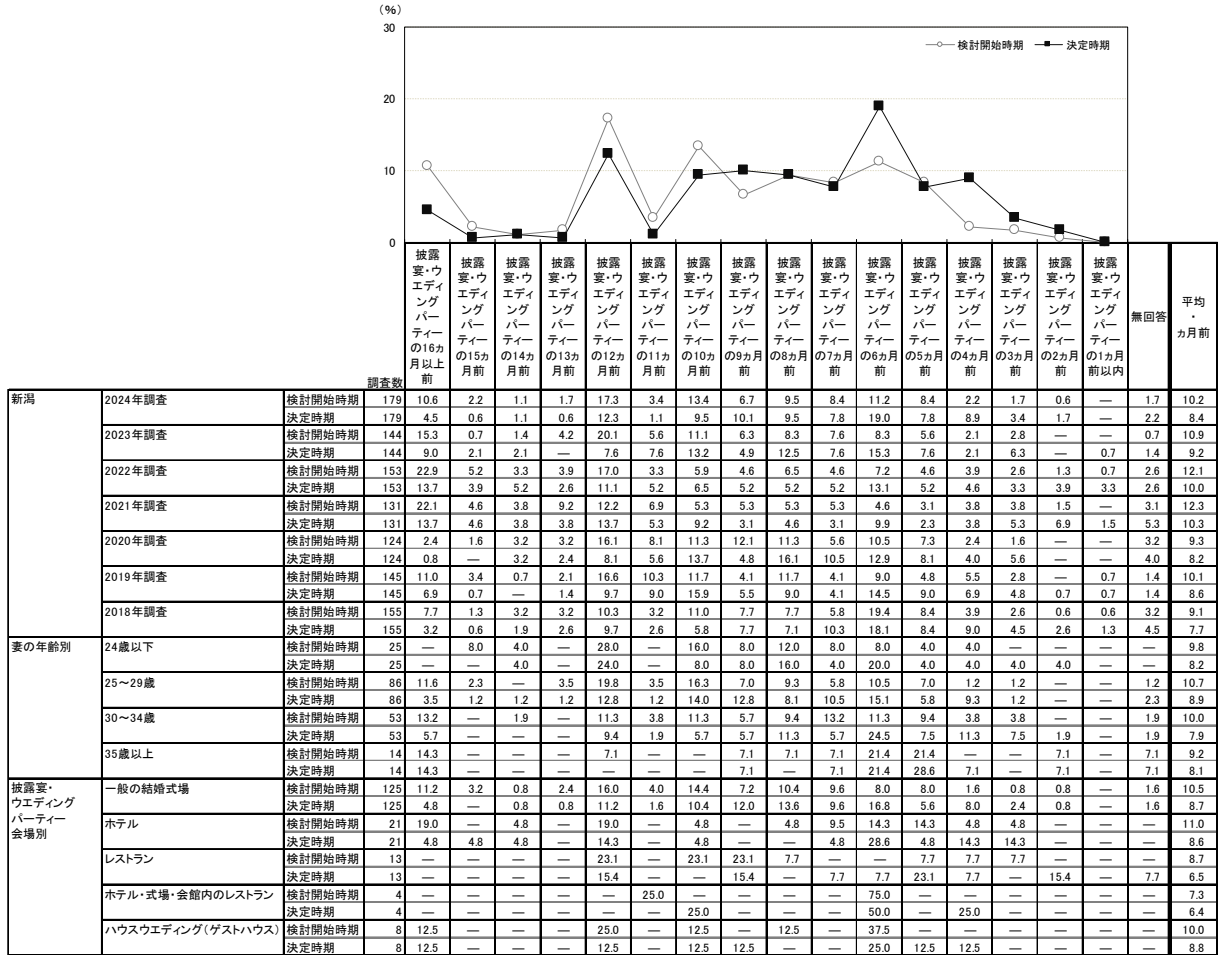 (%)
30
20
10
0
検討開始時期 決定時期
調査数
披露宴・ウエディングパーティーの16ヵ月以上前
披露宴・ウエディングパーティーの15ヵ月前
披露宴・ウエディングパーティーの14ヵ月前
披露宴・ウエディングパーティーの13ヵ月前
披露宴・ウエディングパーティーの12ヵ月前
披露宴・ウエディングパーティーの11ヵ月前
披露宴・ウエディングパーティーの10ヵ月前
披露宴・ウエディングパーティーの9ヵ月前
披露宴・ウエディングパーティーの8ヵ月前
披露宴・ウエディングパーティーの7ヵ月前
披露宴・ウエディングパーティーの6ヵ月前
披露宴・ウエディングパーティーの5ヵ月前
披露宴・ウエディングパーティーの4ヵ月前
披露宴・ウエディングパーティーの3ヵ月前
披露宴・ウエディングパーティーの2ヵ月前
披露宴・ウエディングパーティーの1ヵ月前以内
無回答
平均・ヵ月前
新潟 2024年調査 検討開始時期 179 10.6 2.2 1.1 1.7 17.3 3.4 13.4 6.7 9.5 8.4 11.2 8.4 2.2 1.7 0.6 — 1.7 10.2
決定時期 179 4.5 0.6 1.1 0.6 12.3 1.1 9.5 10.1 9.5 7.8 19.0 7.8 8.9 3.4 1.7 — 2.2 8.4
2023年調査 検討開始時期 144 15.3 0.7 1.4 4.2 20.1 5.6 11.1 6.3 8.3 7.6 8.3 5.6 2.1 2.8 — — 0.7 10.9
決定時期 144 9.0 2.1 2.1 — 7.6 7.6 13.2 4.9 12.5 7.6 15.3 7.6 2.1 6.3 — 0.7 1.4 9.2
2022年調査 検討開始時期 153 22.9 5.2 3.3 3.9 17.0 3.3 5.9 4.6 6.5 4.6 7.2 4.6 3.9 2.6 1.3 0.7 2.6 12.1
決定時期 153 13.7 3.9 5.2 2.6 11.1 5.2 6.5 5.2 5.2 5.2 13.1 5.2 4.6 3.3 3.9 3.3 2.6 10.0
2021年調査 検討開始時期 131 22.1 4.6 3.8 9.2 12.2 6.9 5.3 5.3 5.3 5.3 4.6 3.1 3.8 3.8 1.5 — 3.1 12.3
決定時期 131 13.7 4.6 3.8 3.8 13.7 5.3 9.2 3.1 4.6 3.1 9.9 2.3 3.8 5.3 6.9 1.5 5.3 10.3
2020年調査 検討開始時期 124 2.4 1.6 3.2 3.2 16.1 8.1 11.3 12.1 11.3 5.6 10.5 7.3 2.4 1.6 — — 3.2 9.3
決定時期 124 0.8 — 3.2 2.4 8.1 5.6 13.7 4.8 16.1 10.5 12.9 8.1 4.0 5.6 — — 4.0 8.2
2019年調査 検討開始時期 145 11.0 3.4 0.7 2.1 16.6 10.3 11.7 4.1 11.7 4.1 9.0 4.8 5.5 2.8 — 0.7 1.4 10.1
決定時期 145 6.9 0.7 — 1.4 9.7 9.0 15.9 5.5 9.0 4.1 14.5 9.0 6.9 4.8 0.7 0.7 1.4 8.6
2018年調査 検討開始時期 155 7.7 1.3 3.2 3.2 10.3 3.2 11.0 7.7 7.7 5.8 19.4 8.4 3.9 2.6 0.6 0.6 3.2 9.1
決定時期 155 3.2 0.6 1.9 2.6 9.7 2.6 5.8 7.7 7.1 10.3 18.1 8.4 9.0 4.5 2.6 1.3 4.5 7.7
妻の年齢別 24歳以下 検討開始時期 25 — 8.0 4.0 — 28.0 — 16.0 8.0 12.0 8.0 8.0 4.0 4.0 — — — — 9.8
決定時期 25 — — 4.0 — 24.0 — 8.0 8.0 16.0 4.0 20.0 4.0 4.0 4.0 4.0 — — 8.2
25～29歳 検討開始時期 86 11.6 2.3 — 3.5 19.8 3.5 16.3 7.0 9.3 5.8 10.5 7.0 1.2 1.2 — — 1.2 10.7
決定時期 86 3.5 1.2 1.2 1.2 12.8 1.2 14.0 12.8 8.1 10.5 15.1 5.8 9.3 1.2 — — 2.3 8.9
30～34歳 検討開始時期 53 13.2 — 1.9 — 11.3 3.8 11.3 5.7 9.4 13.2 11.3 9.4 3.8 3.8 — — 1.9 10.0
決定時期 53 5.7 — — — 9.4 1.9 5.7 5.7 11.3 5.7 24.5 7.5 11.3 7.5 1.9 — 1.9 7.9
35歳以上 検討開始時期 14 14.3 — — — 7.1 — — 7.1 7.1 7.1 21.4 21.4 — — 7.1 — 7.1 9.2
決定時期 14 14.3 — — — — — — 7.1 — 7.1 21.4 28.6 7.1 — 7.1 — 7.1 8.1
披露宴・ウエディングパーティー会場別 一般の結婚式場 検討開始時期 125 11.2 3.2 0.8 2.4 16.0 4.0 14.4 7.2 10.4 9.6 8.0 8.0 1.6 0.8 0.8 — 1.6 10.5
決定時期 125 4.8 — 0.8 0.8 11.2 1.6 10.4 12.0 13.6 9.6 16.8 5.6 8.0 2.4 0.8 — 1.6 8.7
ホテル 検討開始時期 21 19.0 — 4.8 — 19.0 — 4.8 — 4.8 9.5 14.3 14.3 4.8 4.8 — — — 11.0
決定時期 21 4.8 4.8 4.8 — 14.3 — 4.8 — — 4.8 28.6 4.8 14.3 14.3 — — — 8.6
レストラン 検討開始時期 13 — — — — 23.1 — 23.1 23.1 7.7 — — 7.7 7.7 7.7 — — — 8.7
決定時期 13 — — — — 15.4 — — 15.4 — 7.7 7.7 23.1 7.7 — 15.4 — 7.7 6.5
ホテル・式場・会館内のレストラン 検討開始時期 4 — — — — — 25.0 — — — — 75.0 — — — — — — 7.3
決定時期 4 — — — — — — 25.0 — — — 50.0 — 25.0 — — — — 6.4
ハウスウエディング(ゲストハウス) 検討開始時期 8 12.5 — — — 25.0 — 12.5 — 12.5 — 37.5 — — — — — — 10.0
決定時期 8 12.5 — — — 12.5 — 12.5 12.5 — — 25.0 12.5 12.5 — — — — 8.8